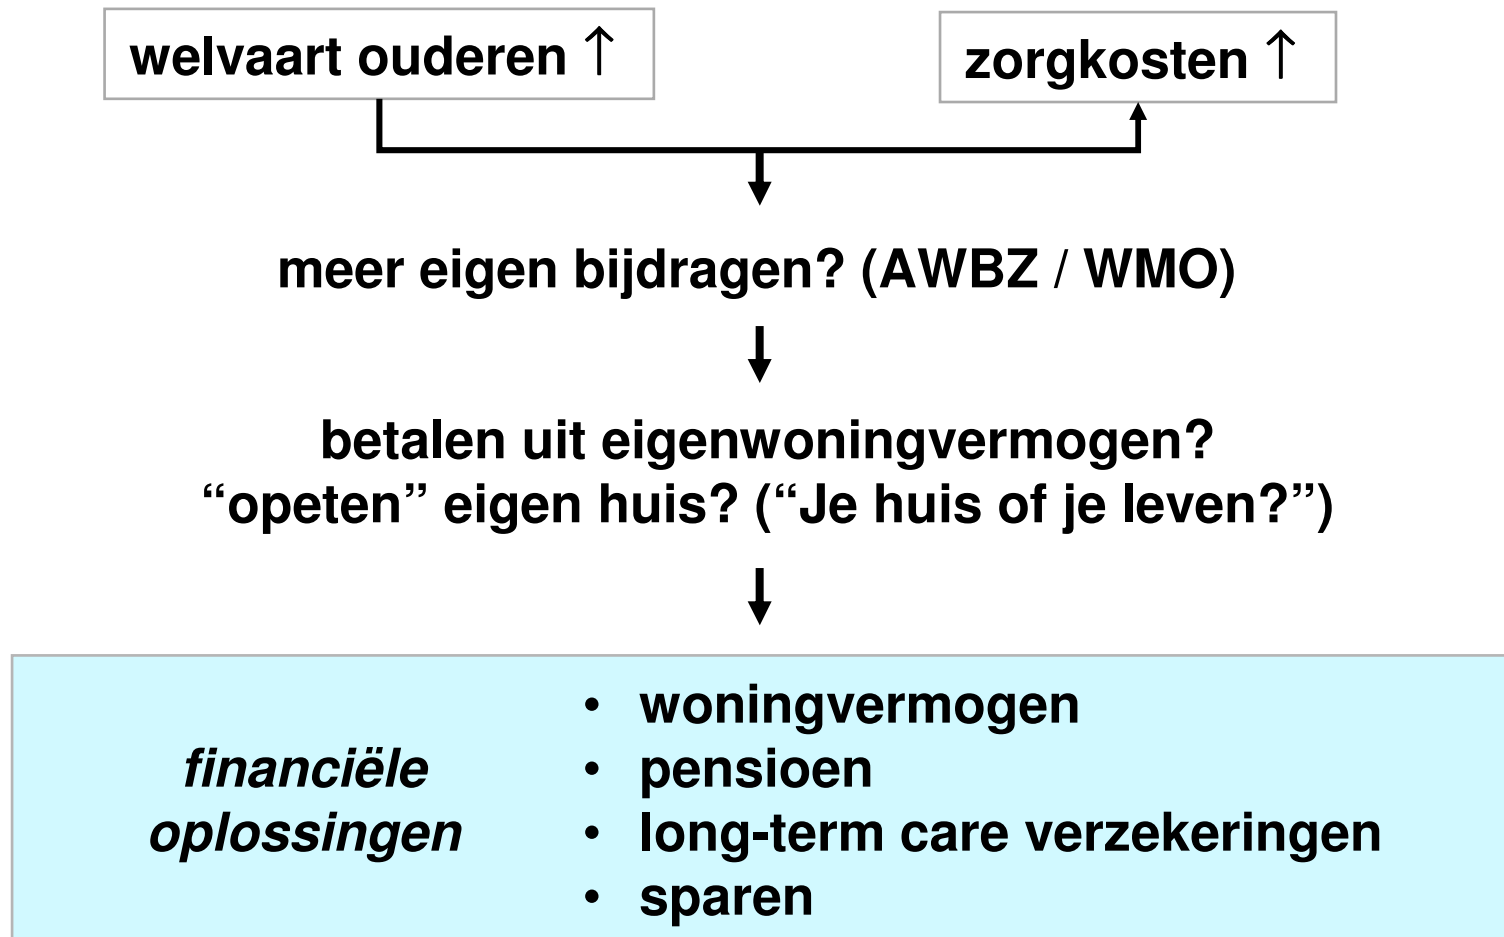 welvaart ouderen ↑
zorgkosten ↑
meer eigen bijdragen? (AWBZ / WMO)
betalen uit eigenwoningvermogen?
“opeten” eigen huis? (“Je huis of je leven?”)
financiële
oplossingen
• woningvermogen
• pensioen
• long-term care verzekeringen
• sparen